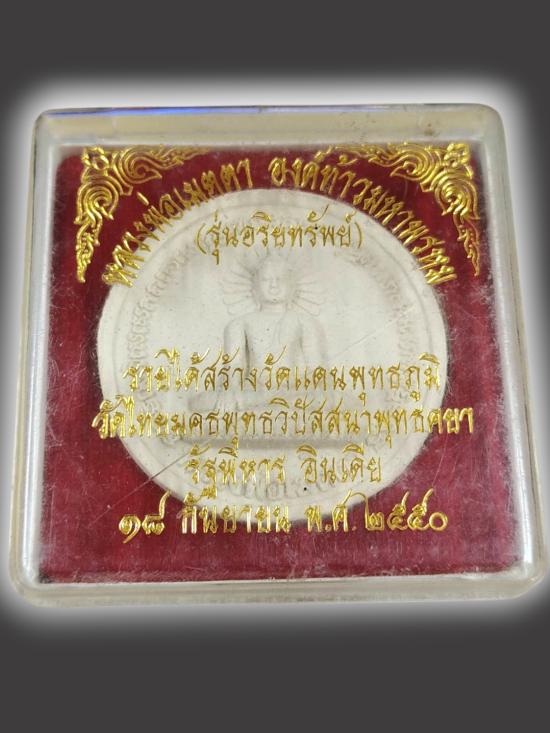 หลวงพ่อเมตตา องค์ท้าวมหาพรหม
(รุ่นอริยทรัพย์)
รายได้สร้างวัดแดนพุทธภูมิ
วัดไทยมคธพุทธวิปัสสนาพุทธคยา
รัฐพิหาร อินเดีย
๑๘ กันยายน พ.ศ. ๒๕๕๐